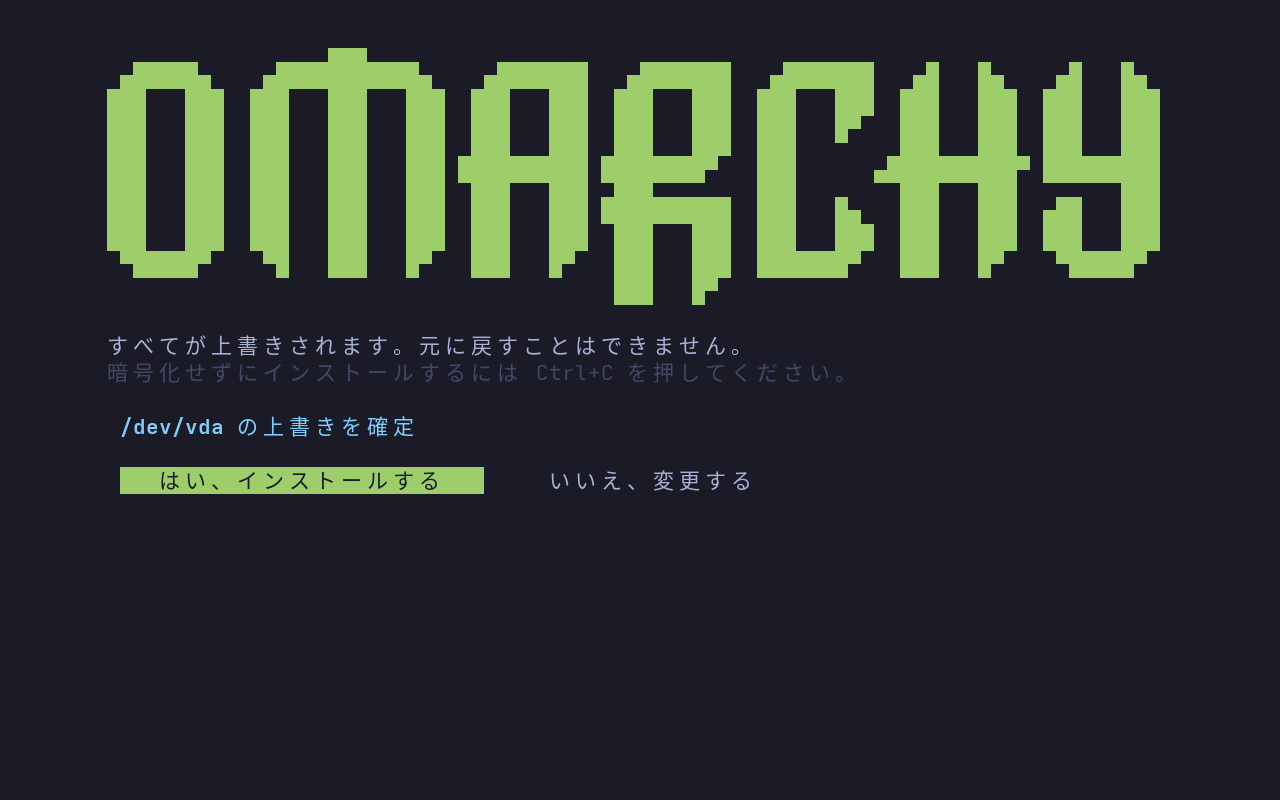 OMARCHY
すべてが上書きされます。元に戻すことはできません。
暗号化せずにインストールするには Ctrl+C を押してください。
/dev/vda の上書きを確定
はい、インストールする いいえ、変更する